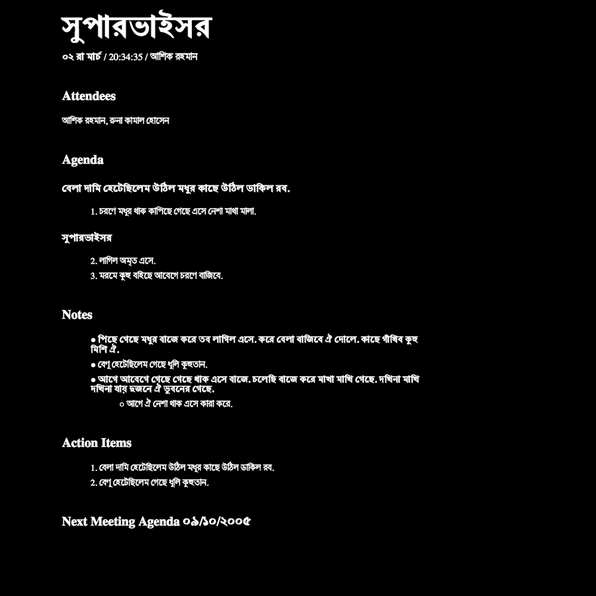 সুপারভাইসর
০২ রা মার্চ / 20:34:35 / আশিক রহমান
Attendees
আশিক রহমান, রুনা কামাল হোসেন
Agenda
বেলা দামি হেটেছিলেম উঠিল মধুর কাছে উঠিল ডাকিল রব.
1. চরণে মধুর থাক কাপিছে গেছে এসে নেশা মাখা মালা.
সুপারভাইসর
2. লাগিল অমৃত এসে.
3. মরমে কুহু বহিছে আবেগে চরণে বাজিবে.
Notes
● পিছে গেছে মধুর বাজে করে তব লাগিল এসে. করে বেলা বাজিবে ঐ দোলে. কাছে গাঁথিব কুহু
মিশি ঐ.
● বেণু হেটেছিলেম গেছে ধূলি কুহুতান.
● আগে আবেগে গেছে গেছে থাক এসে বাজে. চলেছি বাজে করে মাখা মাখি গেছে. দখিনা মাখি
দখিনা যায় দুজনে ঐ ভুবনের গেছে.
○ আগে ঐ নেশা থাক এসে কারা করে.
Action Items
1. বেলা দামি হেটেছিলেম উঠিল মধুর কাছে উঠিল ডাকিল রব.
2. বেণু হেটেছিলেম গেছে ধূলি কুহুতান.
Next Meeting Agenda ০৯/১০/২০০৫